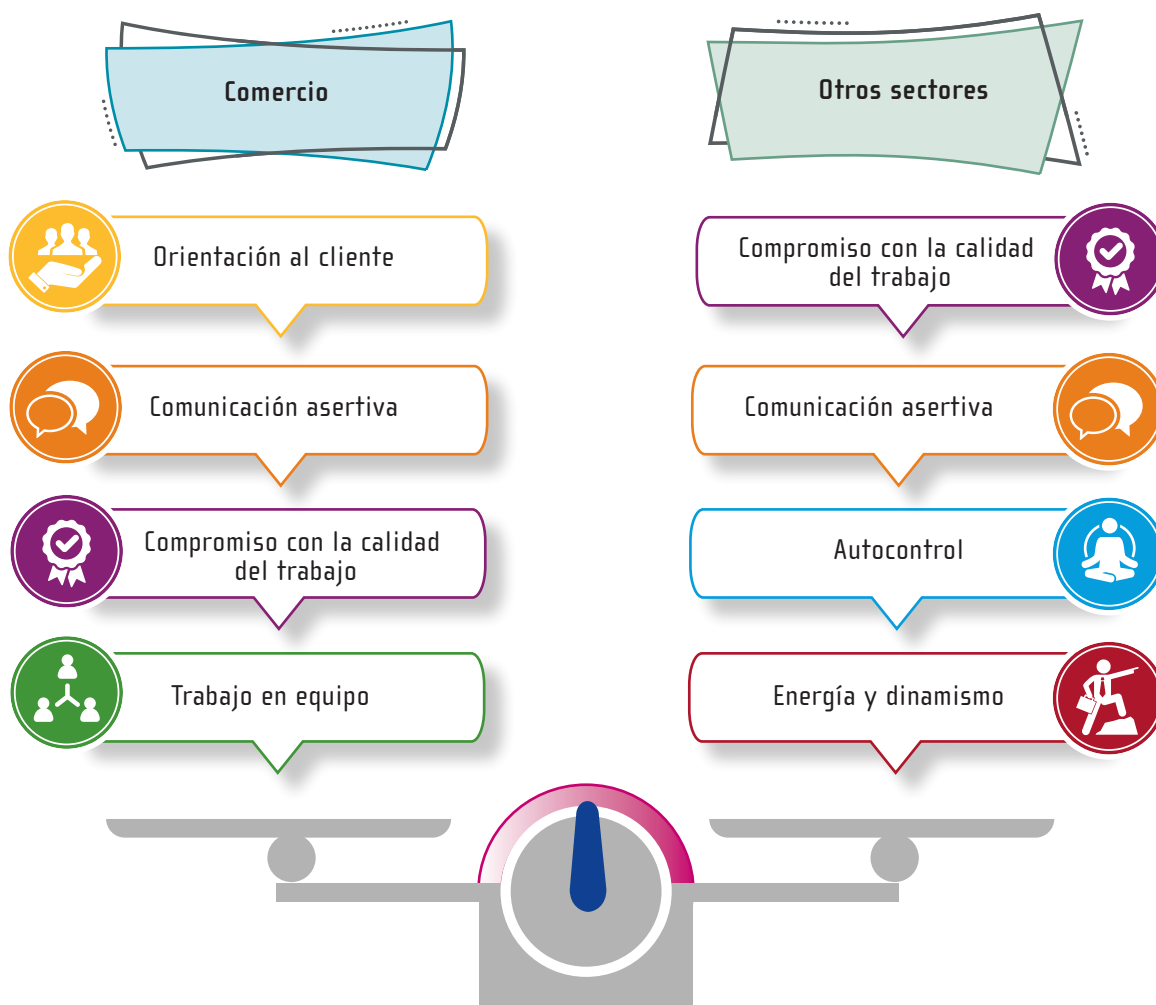 Comercio
Orientación al cliente
Comunicación asertiva
Compromiso con la calidad
del trabajo
Trabajo en equipo
Otros sectores
Compromiso con la calidad
del trabajo
Comunicación asertiva
Autocontrol
Energía y dinamismo